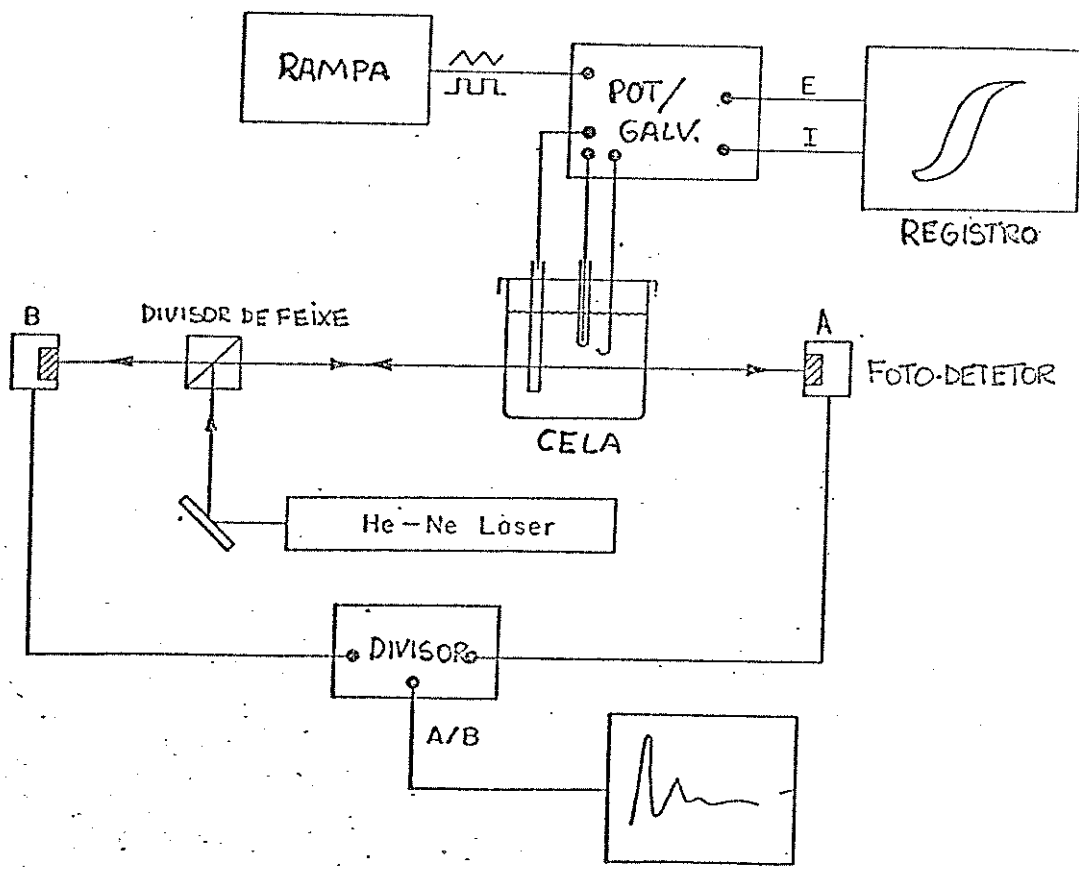 RAMPA
POT/
GALV.
E
I
REGISTRO
B
DIVISOR DE FEIXE
A
FOTO-DETETOR
CELA
He-Ne Laser
DIVISOR
A/B